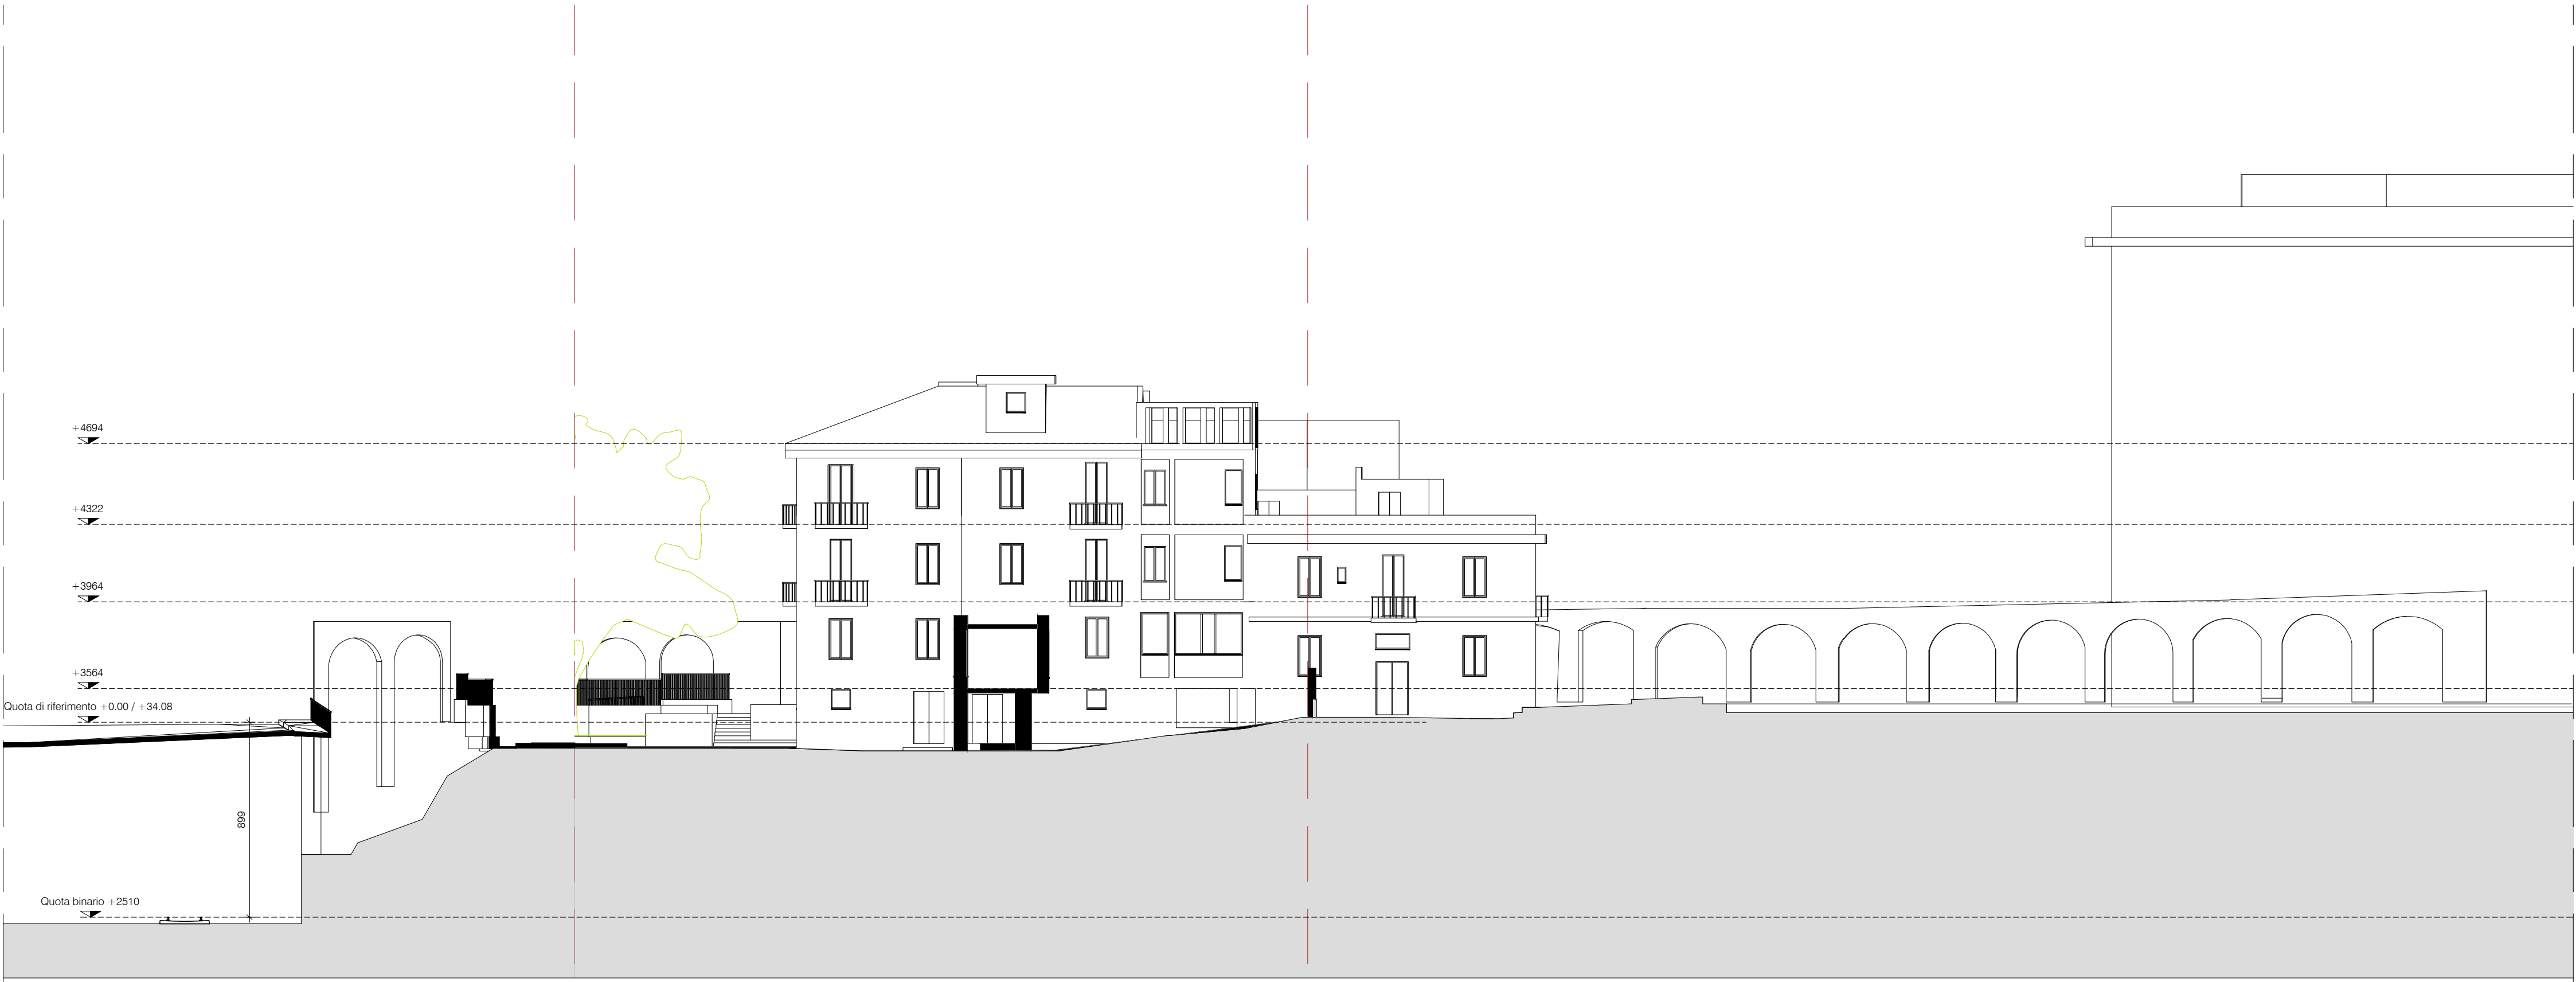 +4694
+4322
+3964
+3564
Quota di riferimento +0.00 / +34.08
899
Quota binario +2510